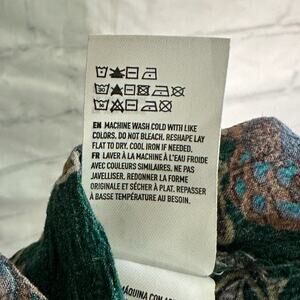 EN MACHINE WASH COLD WITH LIKE
COLORS. DO NOT BLEACH. RESHAPE LAY
FLAT TO DRY. COOL IRON IF NEEDED.
FR LAVER À LA MACHINE À L'EAU FROIDE
AVEC COULEURS SIMILAIRES. NE PAS
JAVELLISER. REDONNER LA FORME
ORIGINALE ET SÉCHER À PLAT. REPASSER
À BASSE TEMPÉRATURE AU BESOIN.
MÁQUINA CON